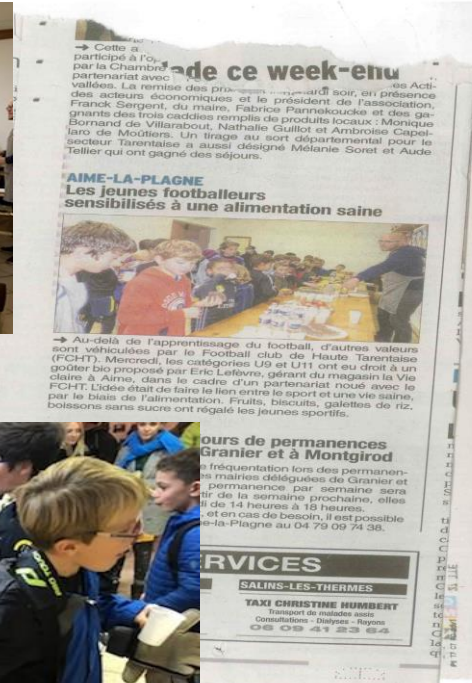 → Cette a
participé à l'o
par la Chambre
partenariat avec
ade ce week-end
es Acti-
vallées. La remise des soir, en présence
des acteurs économiques et le président de l'association,
Franck Sergent, du maire, Fabrice Pannekoucke et des ga-
gnants des trois caddies remplis de produits locaux : Monique
Bornand de Villarabout, Nathalie Guillot et Ambroise Capel-
laro de Moûtiers. Un tirage au sort départemental pour le
secteur Tarentaise a aussi désigné Mélanie Soret et Aude
Tellier qui ont gagné des séjours.
AIME-LA-PLAGNE
Les jeunes footballeurs
sensibilisés à une alimentation saine
→ Au-delà de l'apprentissage du football, d'autres valeurs
sont véhiculées par le Football club de Haute Tarentaise
(FCHT). Mercredi, les catégories U9 et U11 ont eu droit à un
goûter bio proposé par Eric Lefèvre, gérant du magasin la Vie
claire à Aime, dans le cadre d'un partenariat noué avec le
FCHT. L'idée était de faire le lien entre le sport et une vie saine,
par le biais de l'alimentation. Fruits, biscuits, galettes de riz,
boissons sans sucre ont régalé les jeunes sportifs.
ours de permanences
Granier et à Montgirod
fréquentation lors des permanen-
es mairies déléguées de Granier et
permanence par semaine sera
tir de la semaine prochaine, elles
di de 14 heures à 18 heures.
, et en cas de besoin, il est possible
e-la-Plagne au 04 79 09 74 38.
RVICES
SALINS-LES-THERMES
TAXI CHRISTINE HUMBERT
Transport de malades assis
Consultations - Dialyses - Rayons
06 09 41 23 64